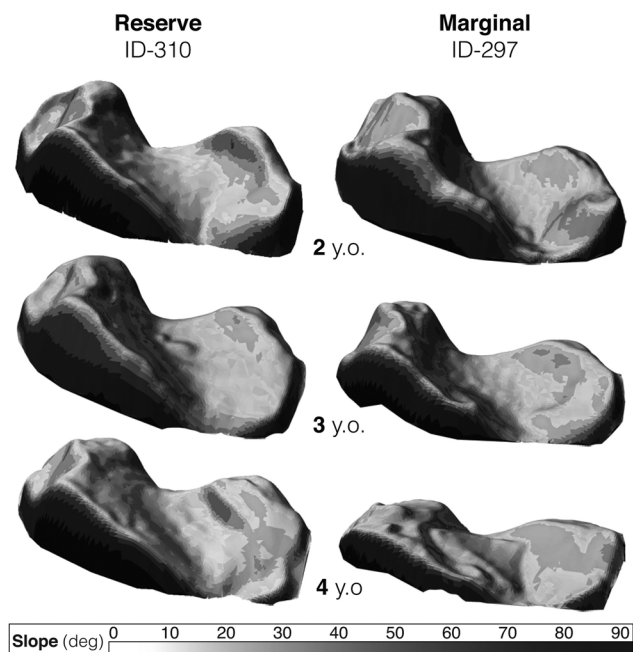 Reserve
ID-310
Marginal
ID-297
2 y.o.
3 y.o.
4 y.o
Slope (deg) 0 10 20 30 40 50 60 70 80 90